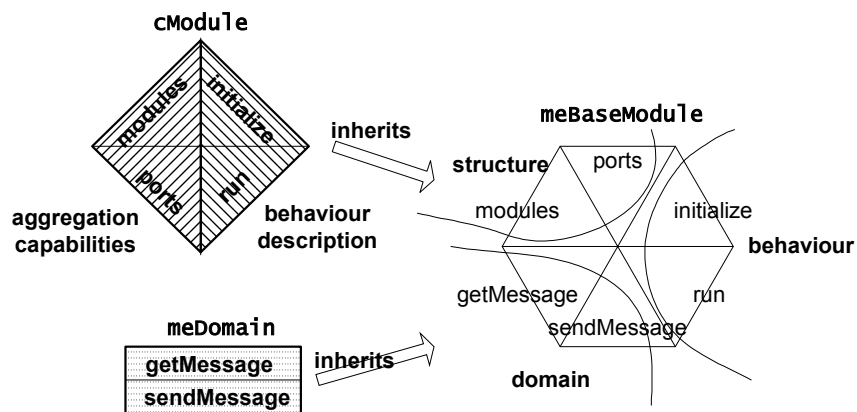 cModule
modules
initialize
ports
run
aggregation
capabilities
behaviour
description
inherits
meDomain
getMessage
sendMessage
inherits
meBaseModule
structure
ports
modules
initialize
behaviour
getMessage
run
sendMessage
domain